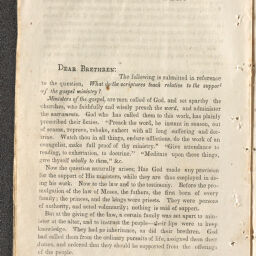 DEAR BRETHREN:
The following is submitted in reference
to the question, What do the scriptures teach relative to the support
of the gospel ministry?
Ministers of the gospel, are men called of God, and set apart by the
churches, who faithfully and wisely preach the word, and administer
the sacraments. God who has called them to this work, has plainly
prescribed their duties. "Preach the word, be instant in season, out
of season, reprove, rebuke, exhort with all long suffering and doc-
trine. Watch thou in all things, endure afflictions, do the work of an
evangelist, make full proof of thy ministry." "Give attendance to
reading, to exhortation, to doctrine." "Meditate upon these things,
give thyself wholly to them," &c.
Now the question naturally arises, Has God made any provision
for the support of His ministers, while they are thus employed in do-
ing his work. Now to the law and to the testimony. Before the pro-
mulgation of the law of Moses, the fathers, the first born of every
family; the princes, and the kings were priests. They were persons
of authority, and noted voluntarily; nothing is said of support.
But at the giving of the law, a certain family was set apart to min-
ister at the altar, and to instruct the people—their lips were to keep
knowledge. They had no inheritance, as did their brethren. God
had called them from the ordinary pursuits of life, assigned them their
duties, and ordered that they should be supported from the offerings
of the people.